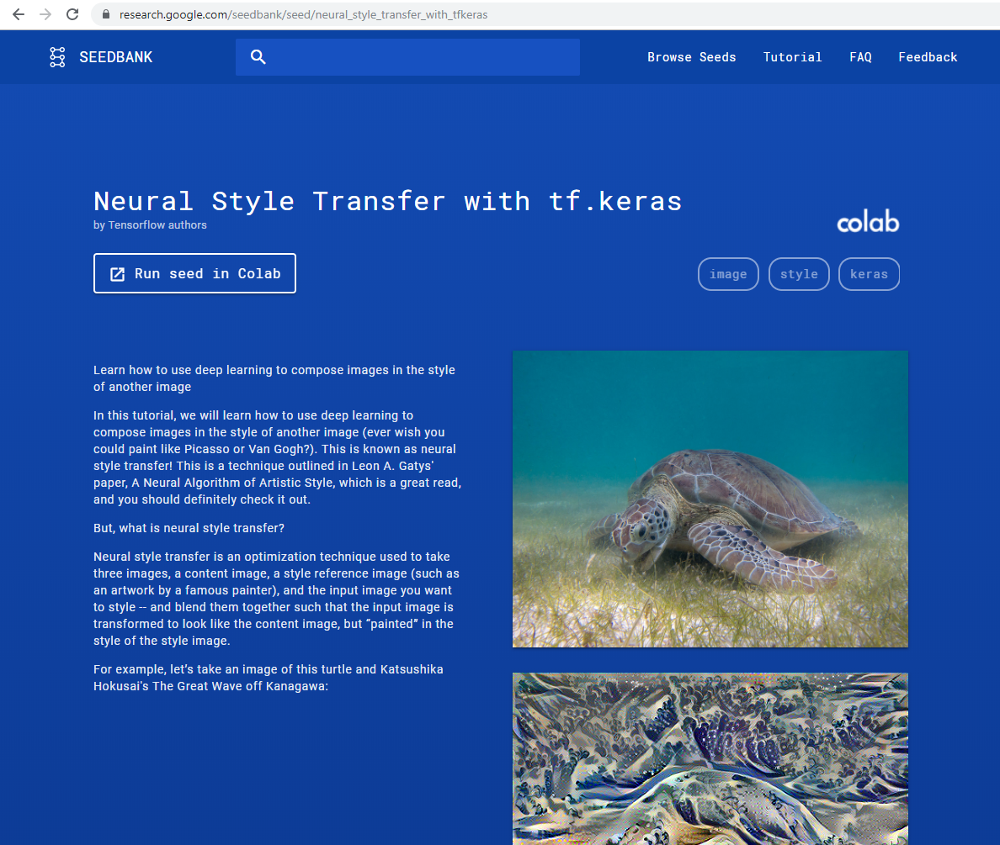 research.google.com/seedbank/seed/neural_style_transfer_with_tfkeras
SEEDBANK
Browse Seeds
Tutorial
FAQ
Feedback
Neural Style Transfer with tf.keras
by Tensorflow authors
colab
Run seed in Colab
image
style
keras
Learn how to use deep learning to compose images in the style
of another image
In this tutorial, we will learn how to use deep learning to
compose images in the style of another image (ever wish you
could paint like Picasso or Van Gogh?). This is known as neural
style transfer! This is a technique outlined in Leon A. Gatys'
paper, A Neural Algorithm of Artistic Style, which is a great read,
and you should definitely check it out.
But, what is neural style transfer?
Neural style transfer is an optimization technique used to take
three images, a content image, a style reference image (such as
an artwork by a famous painter), and the input image you want
to style -- and blend them together such that the input image is
transformed to look like the content image, but “painted” in the
style of the style image.
For example, let’s take an image of this turtle and Katsushika
Hokusai's The Great Wave off Kanagawa: